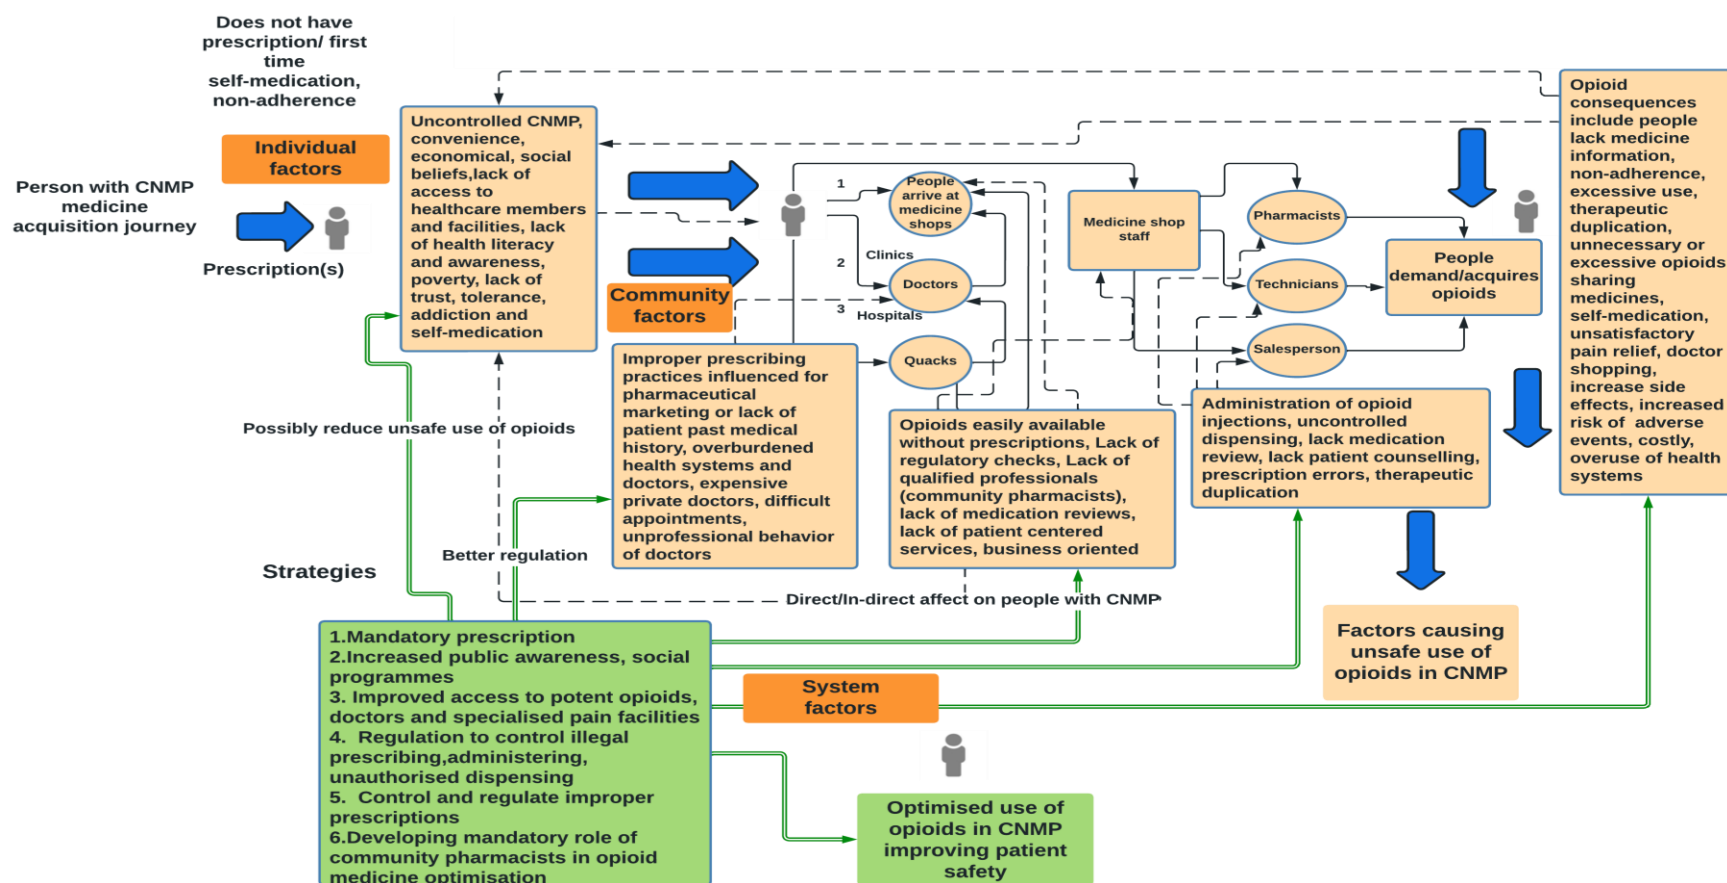 Does not have
prescription/ first
time
self-medication,
non-adherence
Individual
factors
Person with CNMP
medicine
acquisition journey
Prescription(s)
Uncontrolled CNMP,
convenience,
economical, social
beliefs,lack of
access to
healthcare members
and facilities, lack
of health literacy
and awareness,
poverty, lack of
trust, tolerance,
addiction and
self-medication
Community
factors
1
2
3
People
arrive at
medicine
shops
Clinics
Doctors
Hospitals
Quacks
Medicine shop
staff
Pharmacists
Technicians
Salesperson
People
demand/acquires
opioids
Opioid
consequences
include people
lack medicine
information,
non-adherence,
excessive use,
therapeutic
duplication,
unnecessary or
excessive opioids
sharing
medicines,
self-medication,
unsatisfactory
pain relief, doctor
shopping,
increase side
effects, increased
risk of adverse
events, costly,
overuse of health
systems
Improper prescribing
practices influenced for
pharmaceutical
marketing or lack of
patient past medical
history, overburdened
health systems and
doctors, expensive
private doctors, difficult
appointments,
unprofessional behavior
of doctors
Opioids easily available
without prescriptions, Lack of
regulatory checks, Lack of
qualified professionals
(community pharmacists),
lack of medication reviews,
lack of patient centered
services, business oriented
Administration of opioid
injections, uncontrolled
dispensing, lack medication
review, lack patient counselling,
prescription errors, therapeutic
duplication
Possibly reduce unsafe use of opioids
Better regulation
Strategies
Direct/In-direct affect on people with CNMP
1.Mandatory prescription
2.Increased public awareness, social
programmes
3. Improved access to potent opioids,
doctors and specialised pain facilities
4. Regulation to control illegal
prescribing,administering,
unauthorised dispensing
5. Control and regulate improper
prescriptions
6.Developing mandatory role of
community pharmacists in opioid
medicine optimisation
System
factors
Factors causing
unsafe use of
opioids in CNMP
Optimised use of
opioids in CNMP
improving patient
safety